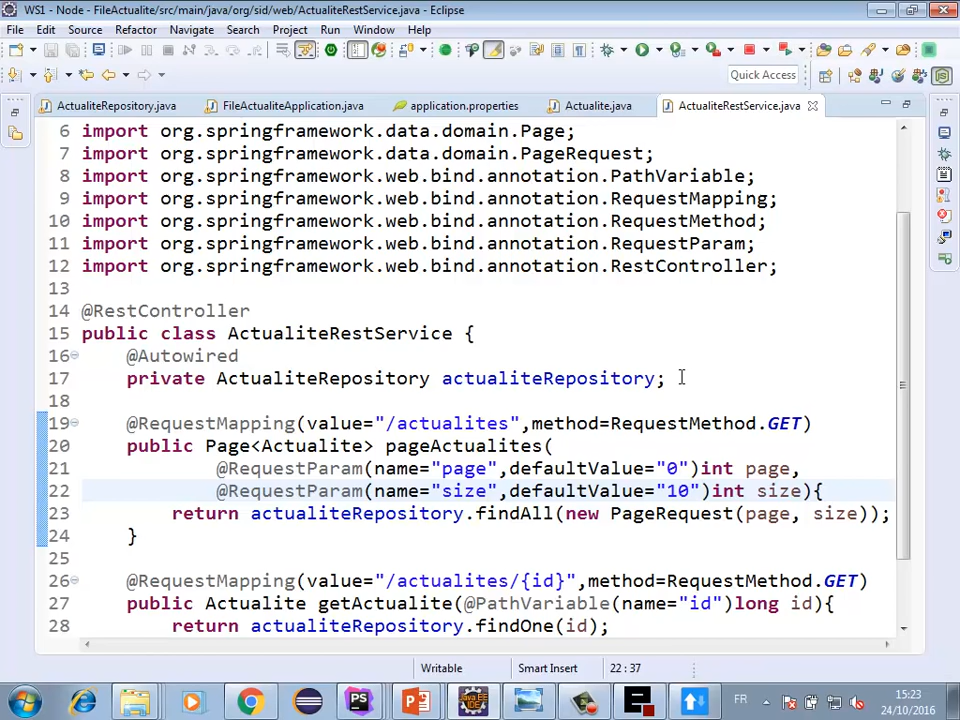 WS1 - Node - FileActualite/src/main/java/org/sid/web/ActualiteRestService.java - Eclipse
File Edit Source Refactor Navigate Search Project Run Window Help
Quick Access
ActualiteRepository.java FileActualiteApplication.java application.properties Actualite.java ActualiteRestService.java
6 import org.springframework.data.domain.Page;
7 import org.springframework.data.domain.PageRequest;
8 import org.springframework.web.bind.annotation.PathVariable;
9 import org.springframework.web.bind.annotation.RequestMapping;
10 import org.springframework.web.bind.annotation.RequestMethod;
11 import org.springframework.web.bind.annotation.RequestParam;
12 import org.springframework.web.bind.annotation.RestController;
13
14 @RestController
15 public class ActualiteRestService {
16 @Autowired
17 private ActualiteRepository actualiteRepository;
18
19 @RequestMapping(value="/actualites",method=RequestMethod.GET)
20 public Page<Actualite> pageActualites(
21 @RequestParam(name="page",defaultValue="0")int page,
22 @RequestParam(name="size",defaultValue="10")int size){
23 return actualiteRepository.findAll(new PageRequest(page, size));
24 }
25
26 @RequestMapping(value="/actualites/{id}",method=RequestMethod.GET)
27 public Actualite getActualite(@PathVariable(name="id")long id){
28 return actualiteRepository.findOne(id);
Writable Smart Insert 22 : 37
FR 15:23
24/10/2016